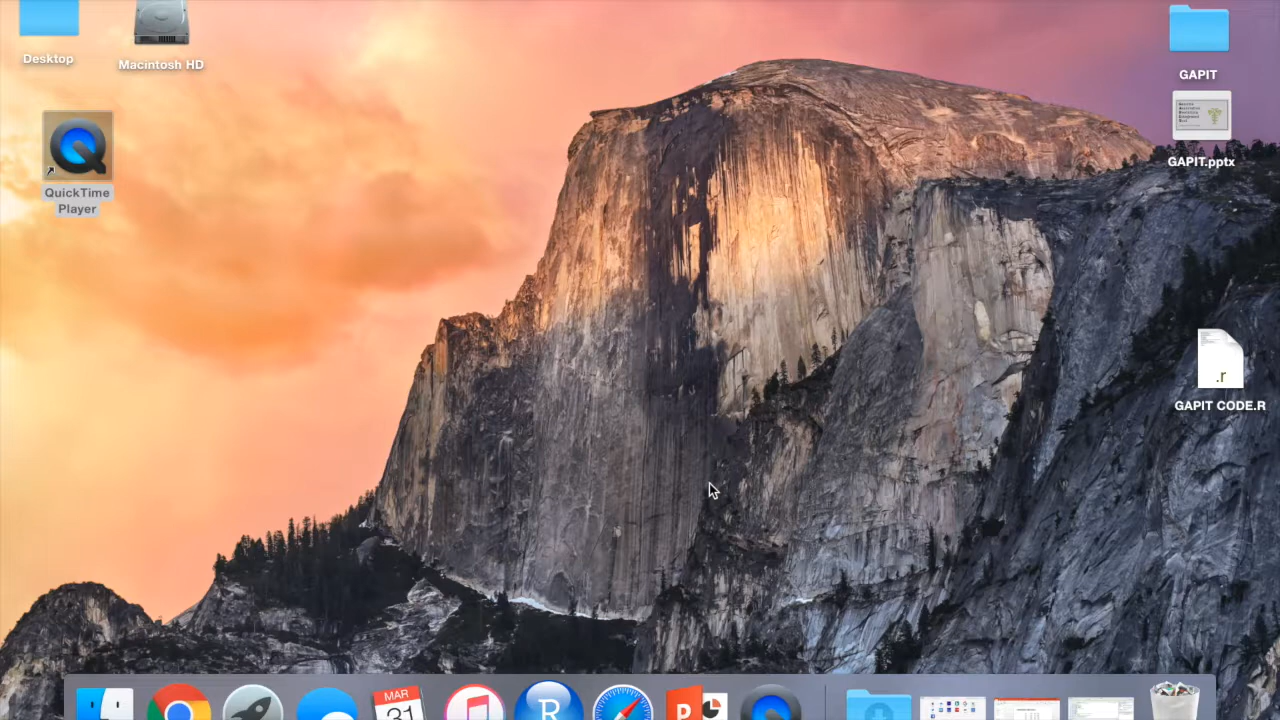 Desktop
Macintosh HD
GAPIT
GAPIT.pptx
QuickTime
Player
.r
GAPIT CODE.R
MAR
31
R
P